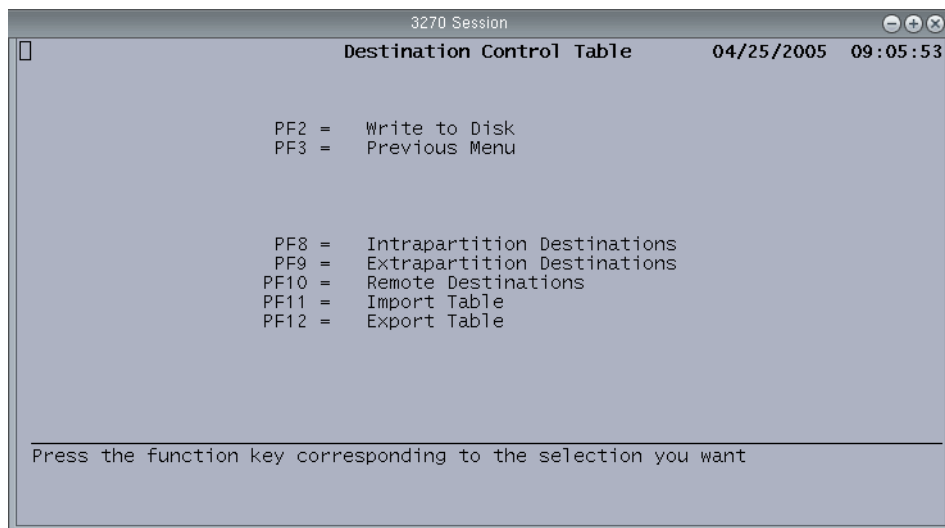 3270 Session
Destination Control Table 04/25/2005 09:05:53
PF2 = Write to Disk
PF3 = Previous Menu
PF8 = Intrapartition Destinations
PF9 = Extrapartition Destinations
PF10 = Remote Destinations
PF11 = Import Table
PF12 = Export Table
Press the function key corresponding to the selection you want